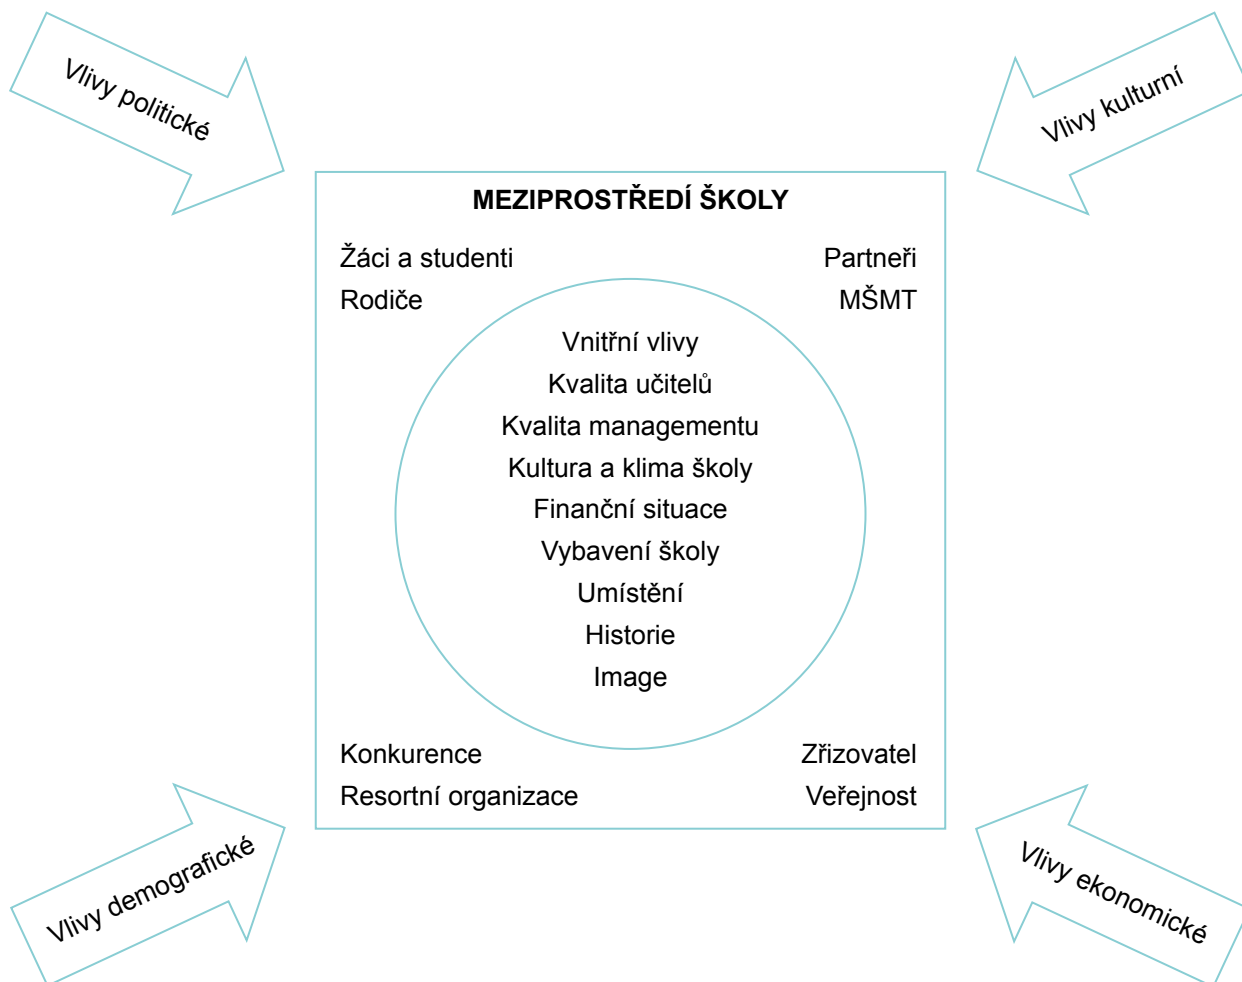 Vlivy politické
Vlivy kulturní
MEZIPROSTŘEDÍ ŠKOLY
Žáci a studenti
Partneři
Rodiče
MŠMT
Vnitřní vlivy
Kvalita učitelů
Kvalita managementu
Kultura a klima školy
Finanční situace
Vybavení školy
Umístění
Historie
Image
Konkurence
Zřizovatel
Resortní organizace
Veřejnost
Vlivy demografické
Vlivy ekonomické